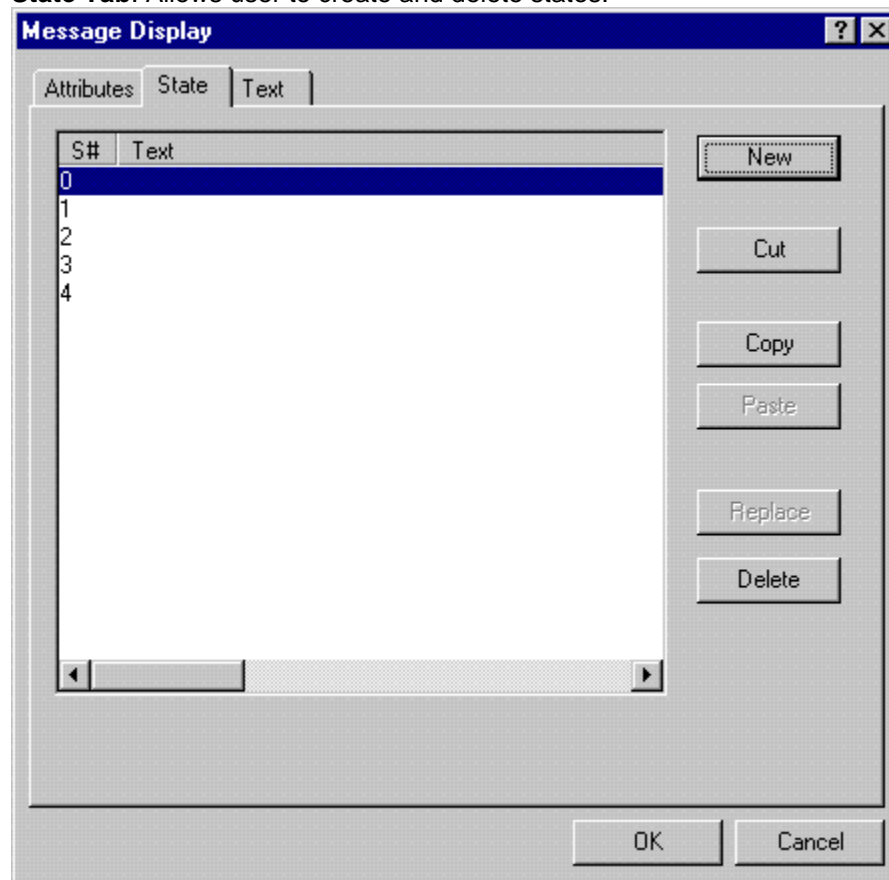 State Tab: Allows user to create and delete states.
Message Display
Attributes State Text
S# Text
0
1
2
3
4
New
Cut
Copy
Paste
Replace
Delete
OK Cancel